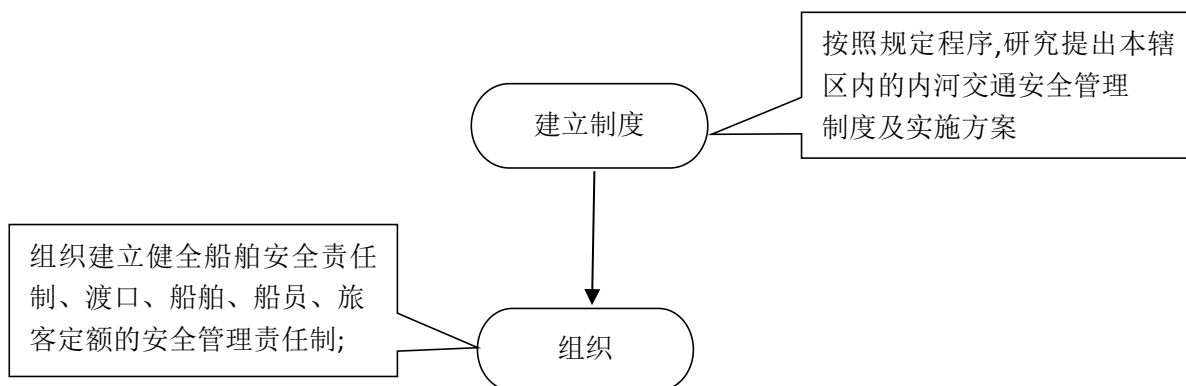 按照规定程序,研究提出本辖
区内的内河交通安全管理
制度及实施方案
建立制度
组织建立健全船舶安全责任
制、渡口、船舶、船员、旅
客定额的安全管理责任制;
组织